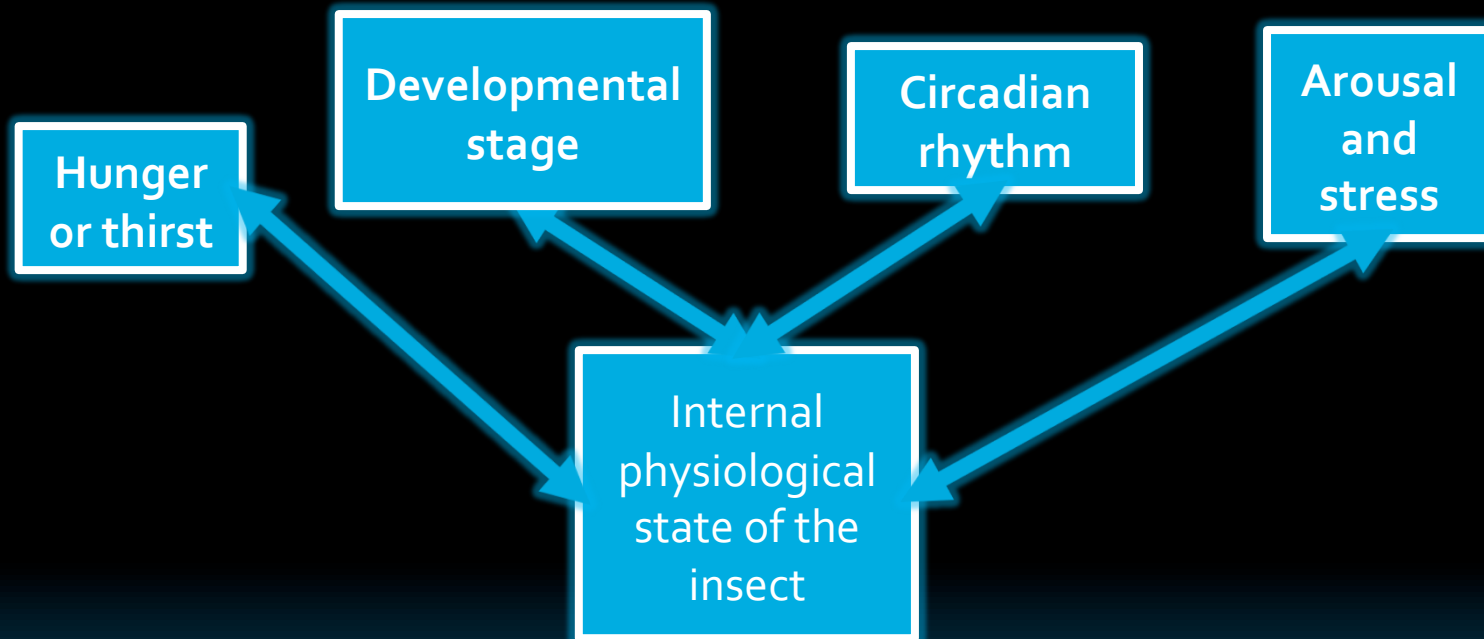 Hunger
or thirst
Developmental
stage
Circadian
rhythm
Arousal
and
stress
Internal
physiological
state of the
insect